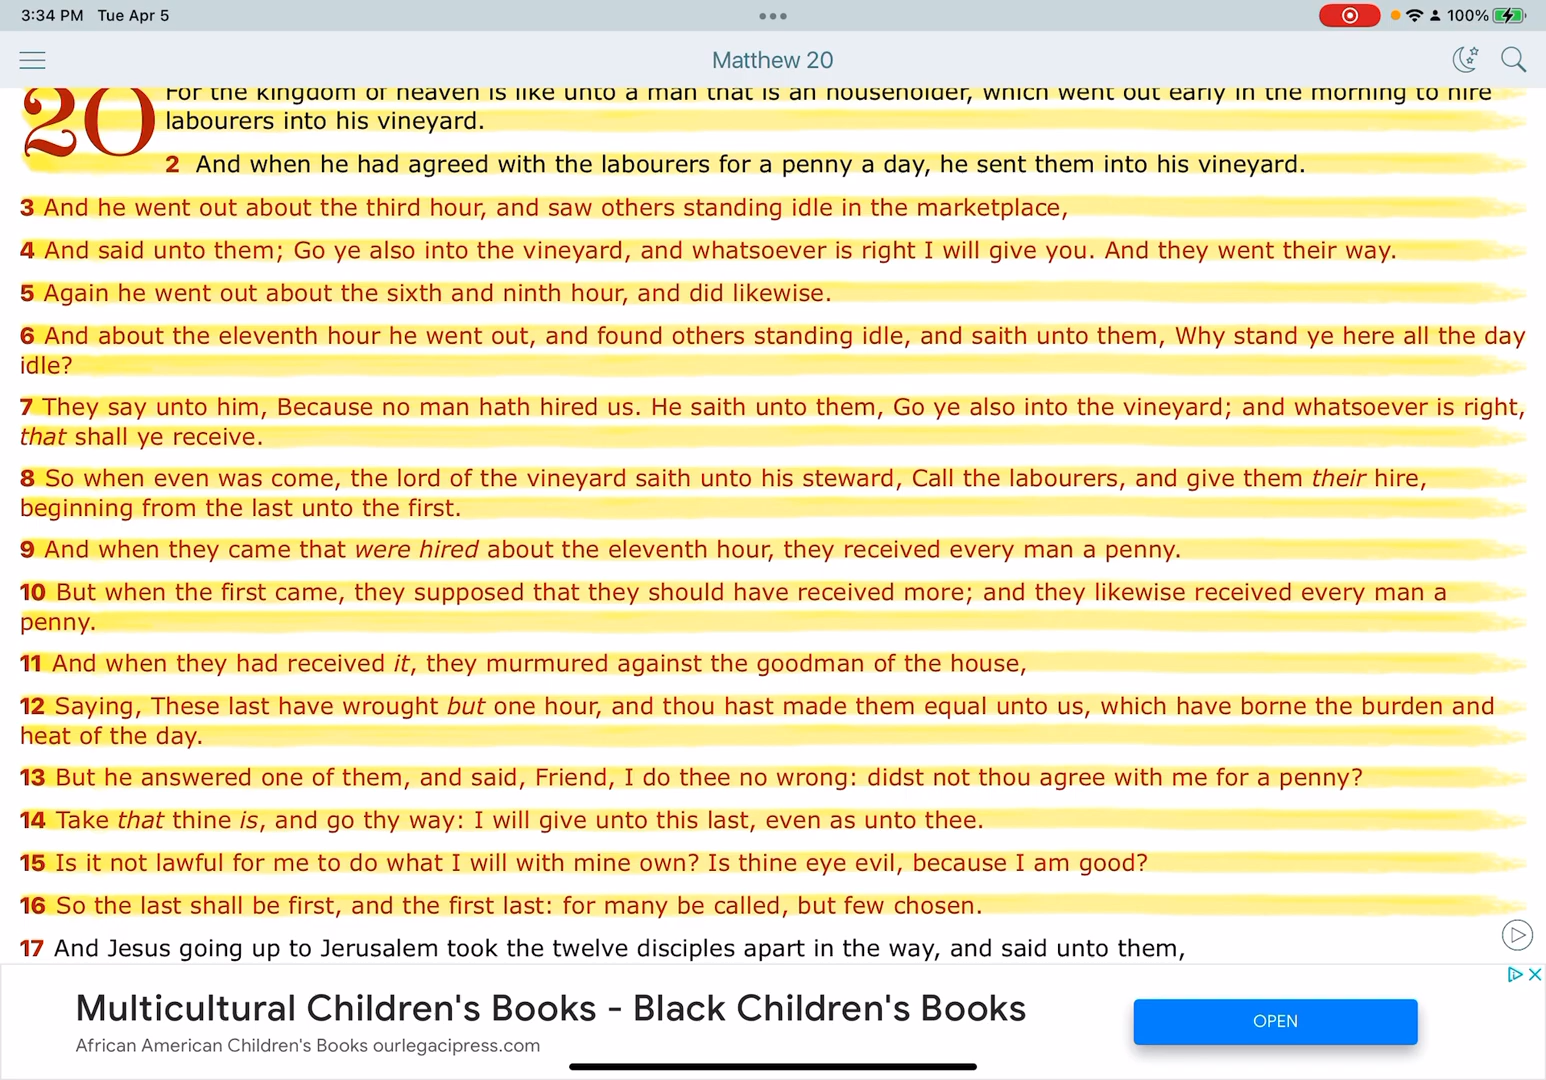 3:34 PM Tue Apr 5
100%
Matthew 20
20
For the kingdom of heaven is like unto a man that is an householder, which went out early in the morning to hire
labourers into his vineyard.
2 And when he had agreed with the labourers for a penny a day, he sent them into his vineyard.
3 And he went out about the third hour, and saw others standing idle in the marketplace,
4 And said unto them; Go ye also into the vineyard, and whatsoever is right I will give you. And they went their way.
5 Again he went out about the sixth and ninth hour, and did likewise.
6 And about the eleventh hour he went out, and found others standing idle, and saith unto them, Why stand ye here all the day
idle?
7 They say unto him, Because no man hath hired us. He saith unto them, Go ye also into the vineyard; and whatsoever is right,
that shall ye receive.
8 So when even was come, the lord of the vineyard saith unto his steward, Call the labourers, and give them their hire,
beginning from the last unto the first.
9 And when they came that were hired about the eleventh hour, they received every man a penny.
10 But when the first came, they supposed that they should have received more; and they likewise received every man a
penny.
11 And when they had received it, they murmured against the goodman of the house,
12 Saying, These last have wrought but one hour, and thou hast made them equal unto us, which have borne the burden and
heat of the day.
13 But he answered one of them, and said, Friend, I do thee no wrong: didst not thou agree with me for a penny?
14 Take that thine is, and go thy way: I will give unto this last, even as unto thee.
15 Is it not lawful for me to do what I will with mine own? Is thine eye evil, because I am good?
16 So the last shall be first, and the first last: for many be called, but few chosen.
17 And Jesus going up to Jerusalem took the twelve disciples apart in the way, and said unto them,
Multicultural Children's Books - Black Children's Books
African American Children's Books ourlegacipress.com
OPEN